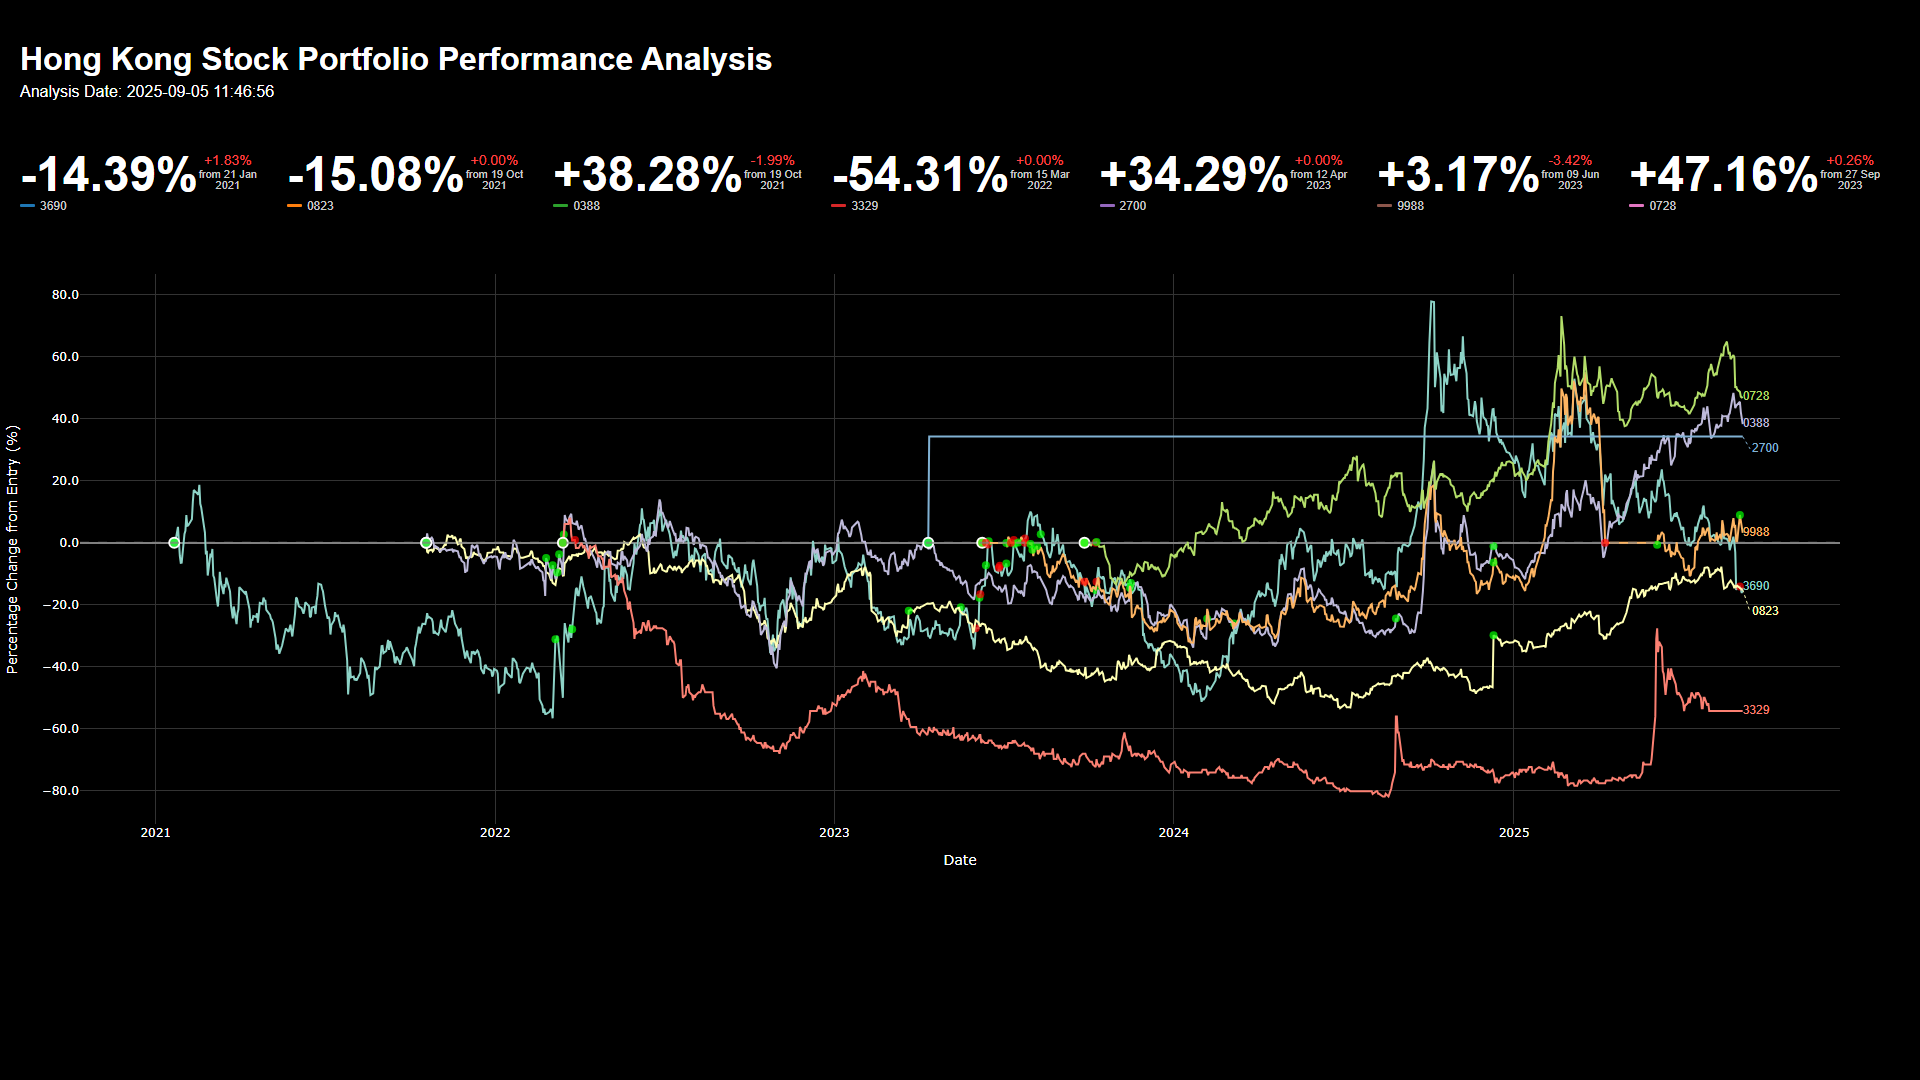 Hong Kong Stock Portfolio Performance Analysis
Analysis Date: 2025-09-05 11:46:56
-14.39% +1.83% from 21 Jan 2021
3690
-15.08% +0.00% from 19 Oct 2021
0823
+38.28% -1.99% from 19 Oct 2021
0388
-54.31% +0.00% from 15 Mar 2022
3329
+34.29% +0.00% from 12 Apr 2023
2700
+3.17% -3.42% from 09 Jun 2023
9988
+47.16% +0.26% from 27 Sep 2023
0728
Percentage Change from Entry (%)
80.0
60.0
40.0
20.0
0.0
−20.0
−40.0
−60.0
−80.0
0728
0388
2700
9988
3690
0823
3329
2021
2022
2023
2024
2025
Date